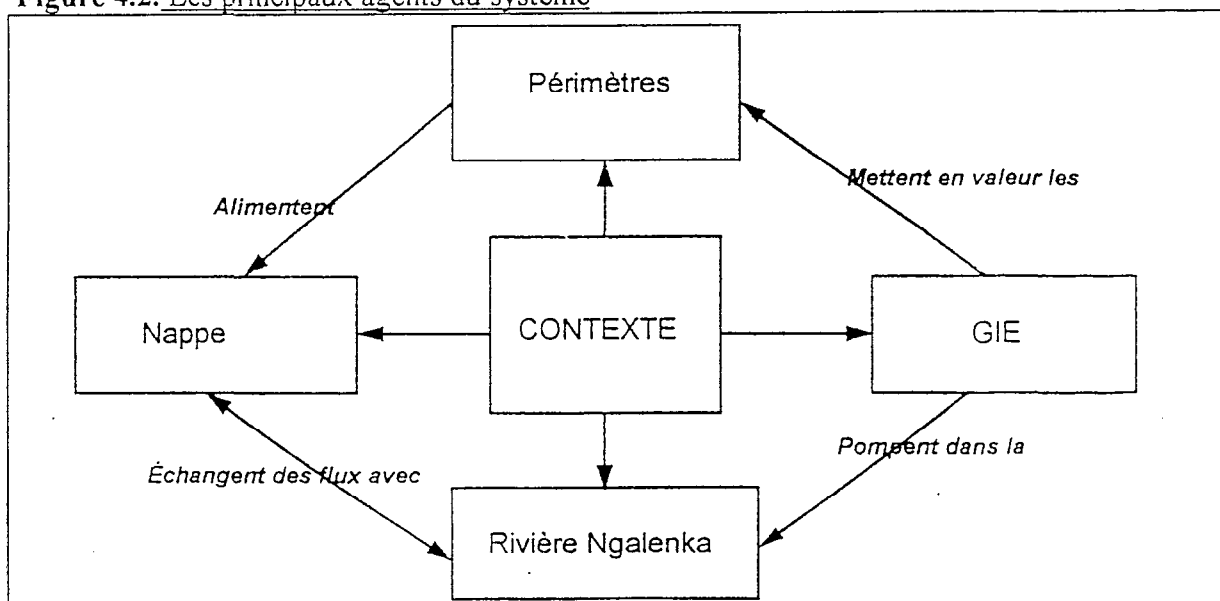 Figure 4.2. Les principaux agents du système
Périmètres
Mettent en valeur les
Alimentent
Nappe
CONTEXTE
GIE
Échangent des flux avec
Pompent dans la
Rivière Ngalenka